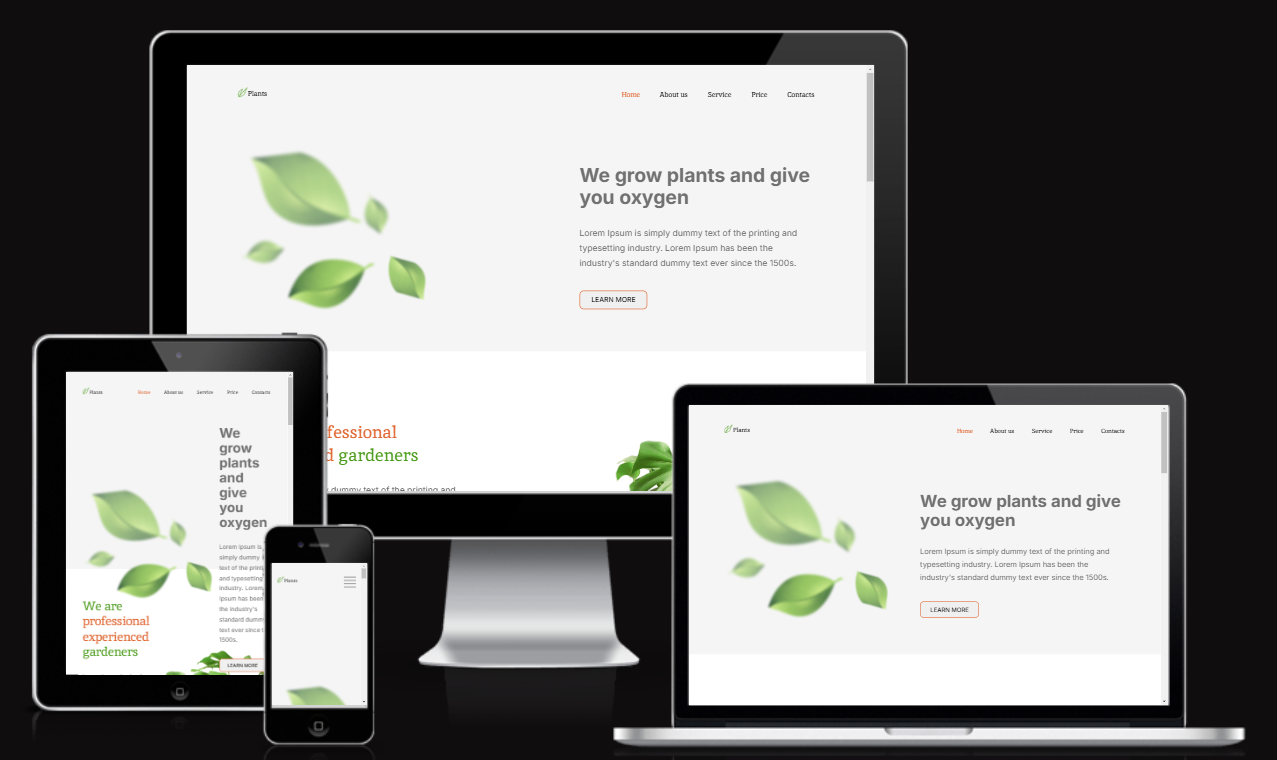 Plants
Home About us Service Price Contacts
We grow plants and give
you oxygen
Lorem Ipsum is simply dummy text of the printing and
typesetting industry. Lorem Ipsum has been the
industry's standard dummy text ever since the 1500s.
LEARN MORE
fessional
d gardeners
dummy text of the printing and
Plants
Home About us Service Price Contacts
We
grow
plants
and
give
you
oxygen
Lorem Ipsum is
simply dummy
text of the
and typesetting
industry. Lorem
Ipsum has been
the industry's
standard dummy
text ever since
1500s.
LEARN MORE
We are
professional
experienced
gardeners
Plants
Plants
Home About us Service Price Contacts
We grow plants and give
you oxygen
Lorem Ipsum is simply dummy text of the printing and
typesetting industry. Lorem Ipsum has been the
industry's standard dummy text ever since the 1500s.
LEARN MORE